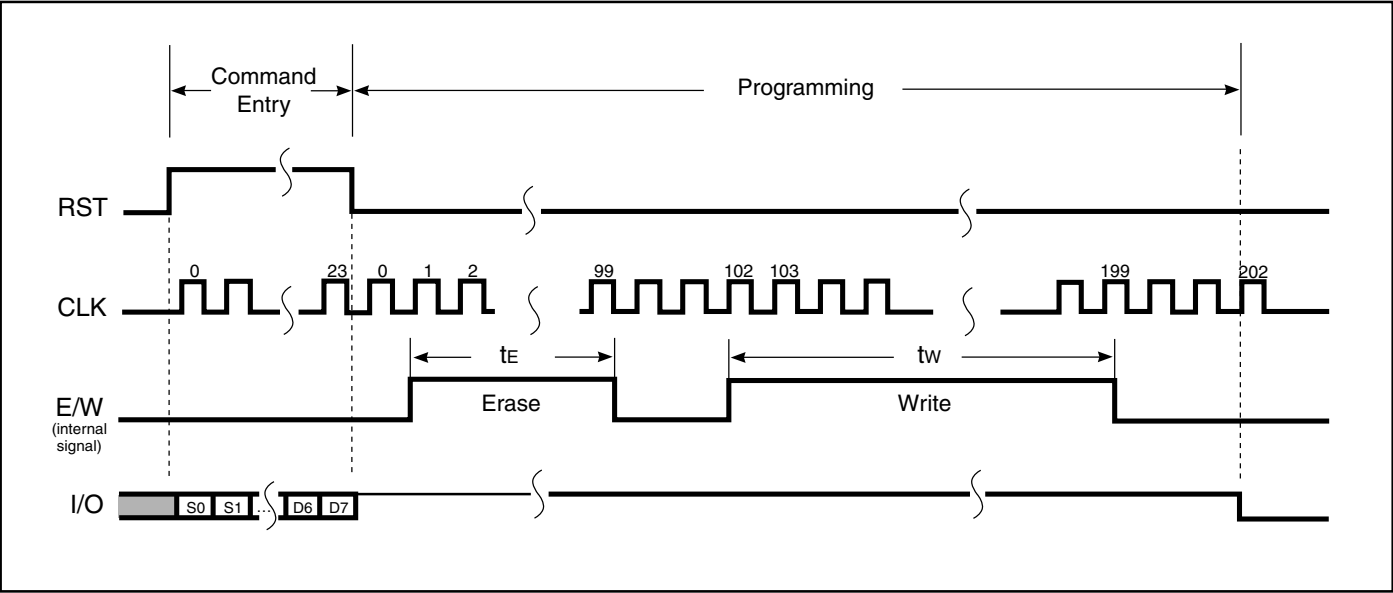 Command
Entry
Programming
RST
CLK
0
23
0
1
2
99
102
103
199
202
tE
tW
E/W
(internal
signal)
Erase
Write
I/O
S0
S1
...
D6
D7